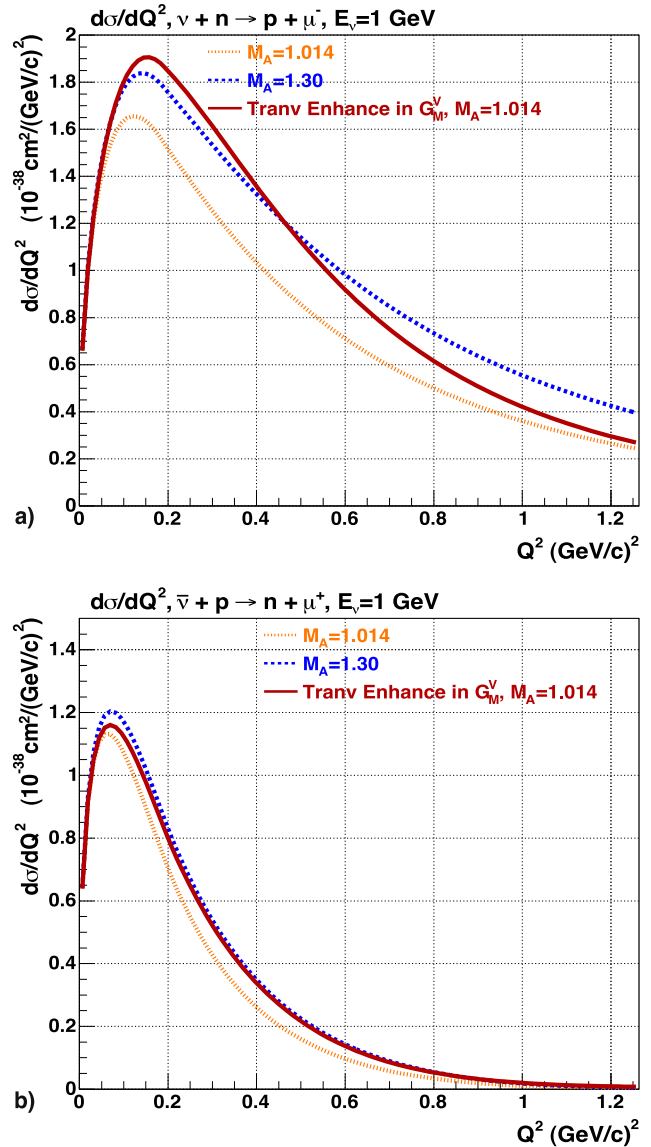 dσ/dQ², ν + n → p + μ⁻, E_ν=1 GeV
M_A=1.014
M_A=1.30
Tranv Enhance in G_M^V, M_A=1.014
dσ/dQ² (10⁻³⁸cm²/(GeV/c)²)
2
1.8
1.6
1.4
1.2
1
0.8
0.6
0.4
0.2
0
0 0.2 0.4 0.6 0.8 1 1.2
a)
Q² (GeV/c)²
dσ/dQ², ν̄ + p → n + μ⁺, E_ν=1 GeV
M_A=1.014
M_A=1.30
Tranv Enhance in G_M^V, M_A=1.014
dσ/dQ² (10⁻³⁸cm²/(GeV/c)²)
1.4
1.2
1
0.8
0.6
0.4
0.2
0
0 0.2 0.4 0.6 0.8 1 1.2
b)
Q² (GeV/c)²